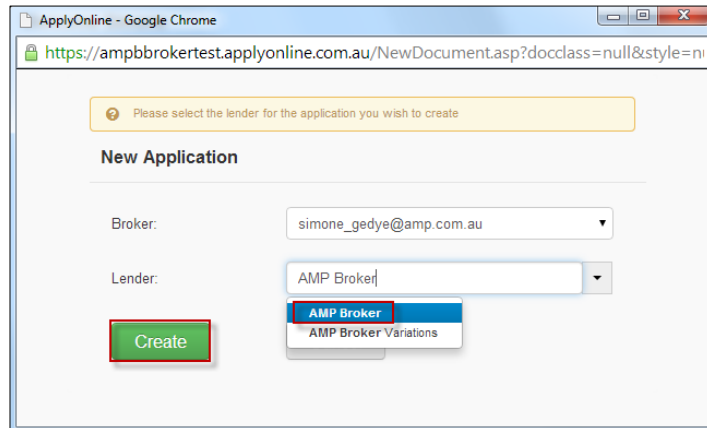 ApplyOnline - Google Chrome
https://ampbbrokertest.applyonline.com.au/NewDocument.asp?docclass=null&style=n
Please select the lender for the application you wish to create
New Application
Broker: simone_gedye@amp.com.au
Lender: AMP Broker
AMP Broker
AMP Broker Variations
Create